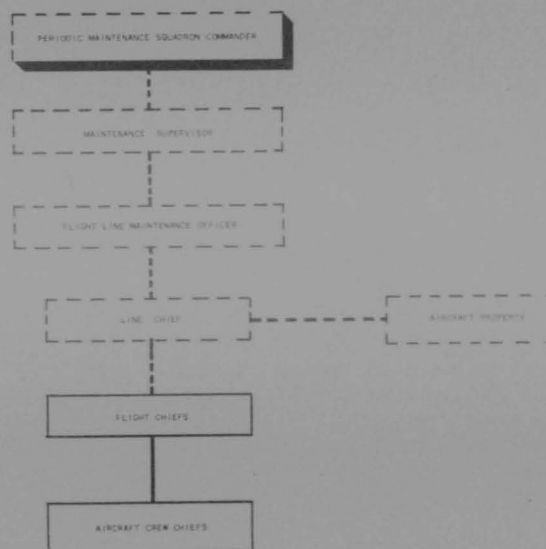 PERIODIC MAINTENANCE SQUADRON COMMANDER
MAINTENANCE SUPERVISOR
FLIGHT LINE MAINTENANCE OFFICER
LINE CHIEF
AIRCRAFT PROPERTY
FLIGHT CHIEFS
AIRCRAFT CREW CHIEFS